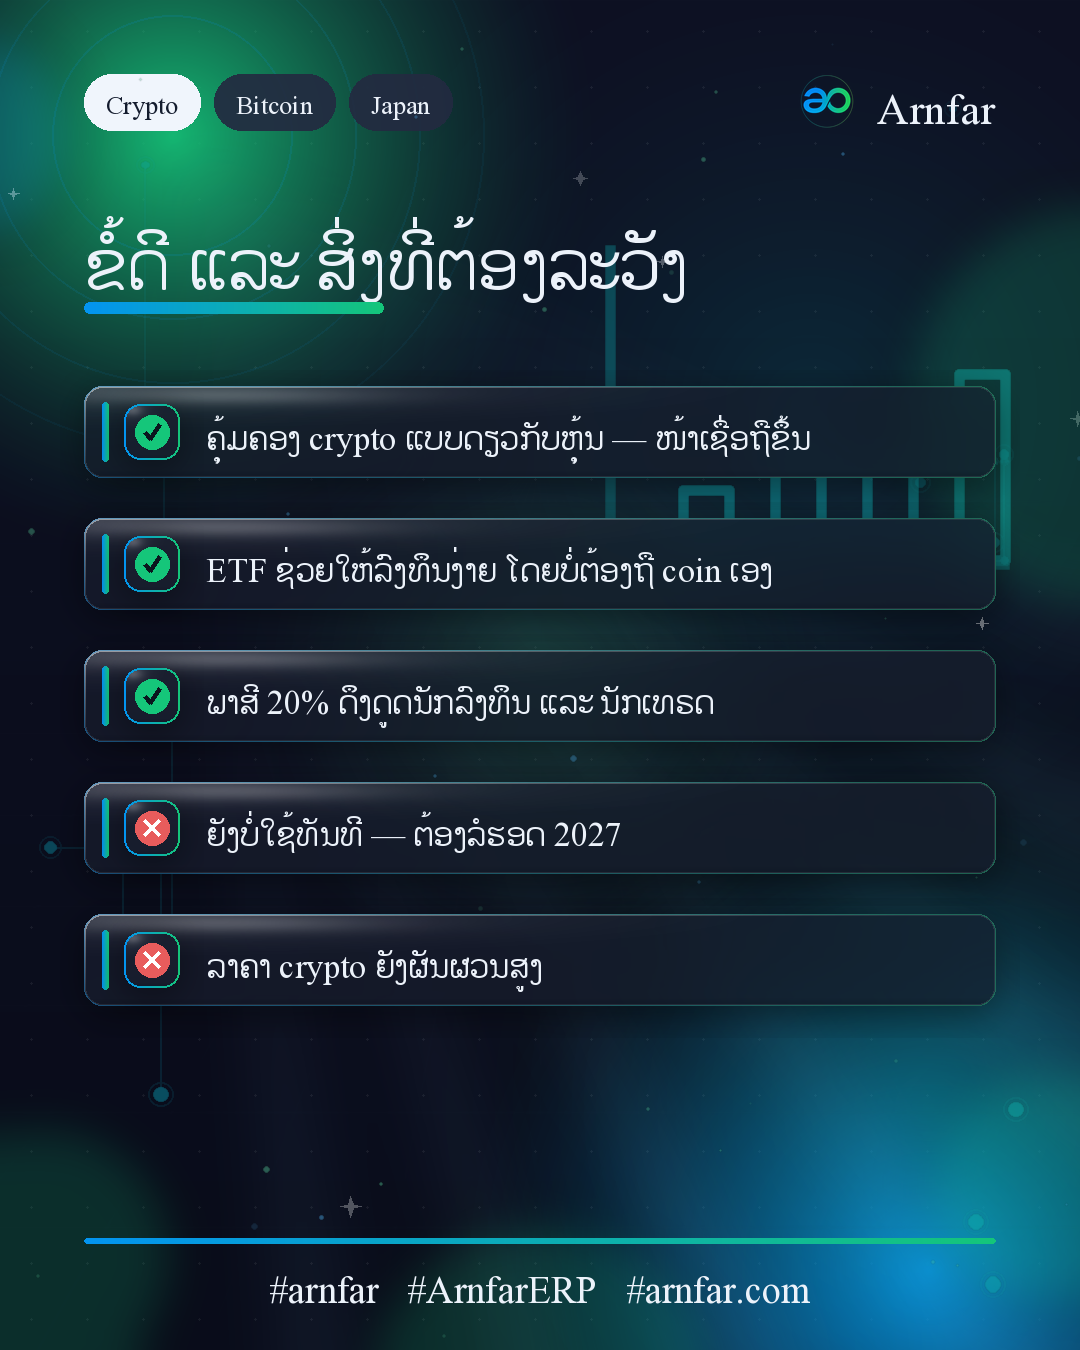 Crypto Bitcoin Japan
Arnfar
ຂໍ້ດີ ແລະ ສິ່ງທີ່ຕ້ອງລະວັງ
ຄຸ້ມຄອງ crypto ແບບດຽວກັບຫຸ້ນ — ໜ້າເຊື່ອຖືຂຶ້ນ
ETF ຊ່ວຍໃຫ້ລົງທຶນງ່າຍ ໂດຍບໍ່ຕ້ອງຖື coin ເອງ
ພາສີ 20% ດຶງດູດນັກລົງທຶນ ແລະ ນັກເທຣດ
ຍັງບໍ່ໃຊ້ທັນທີ — ຕ້ອງລໍຮອດ 2027
ລາຄາ crypto ຍັງຜັນຜວນສູງ
#arnfar #ArnfarERP #arnfar.com